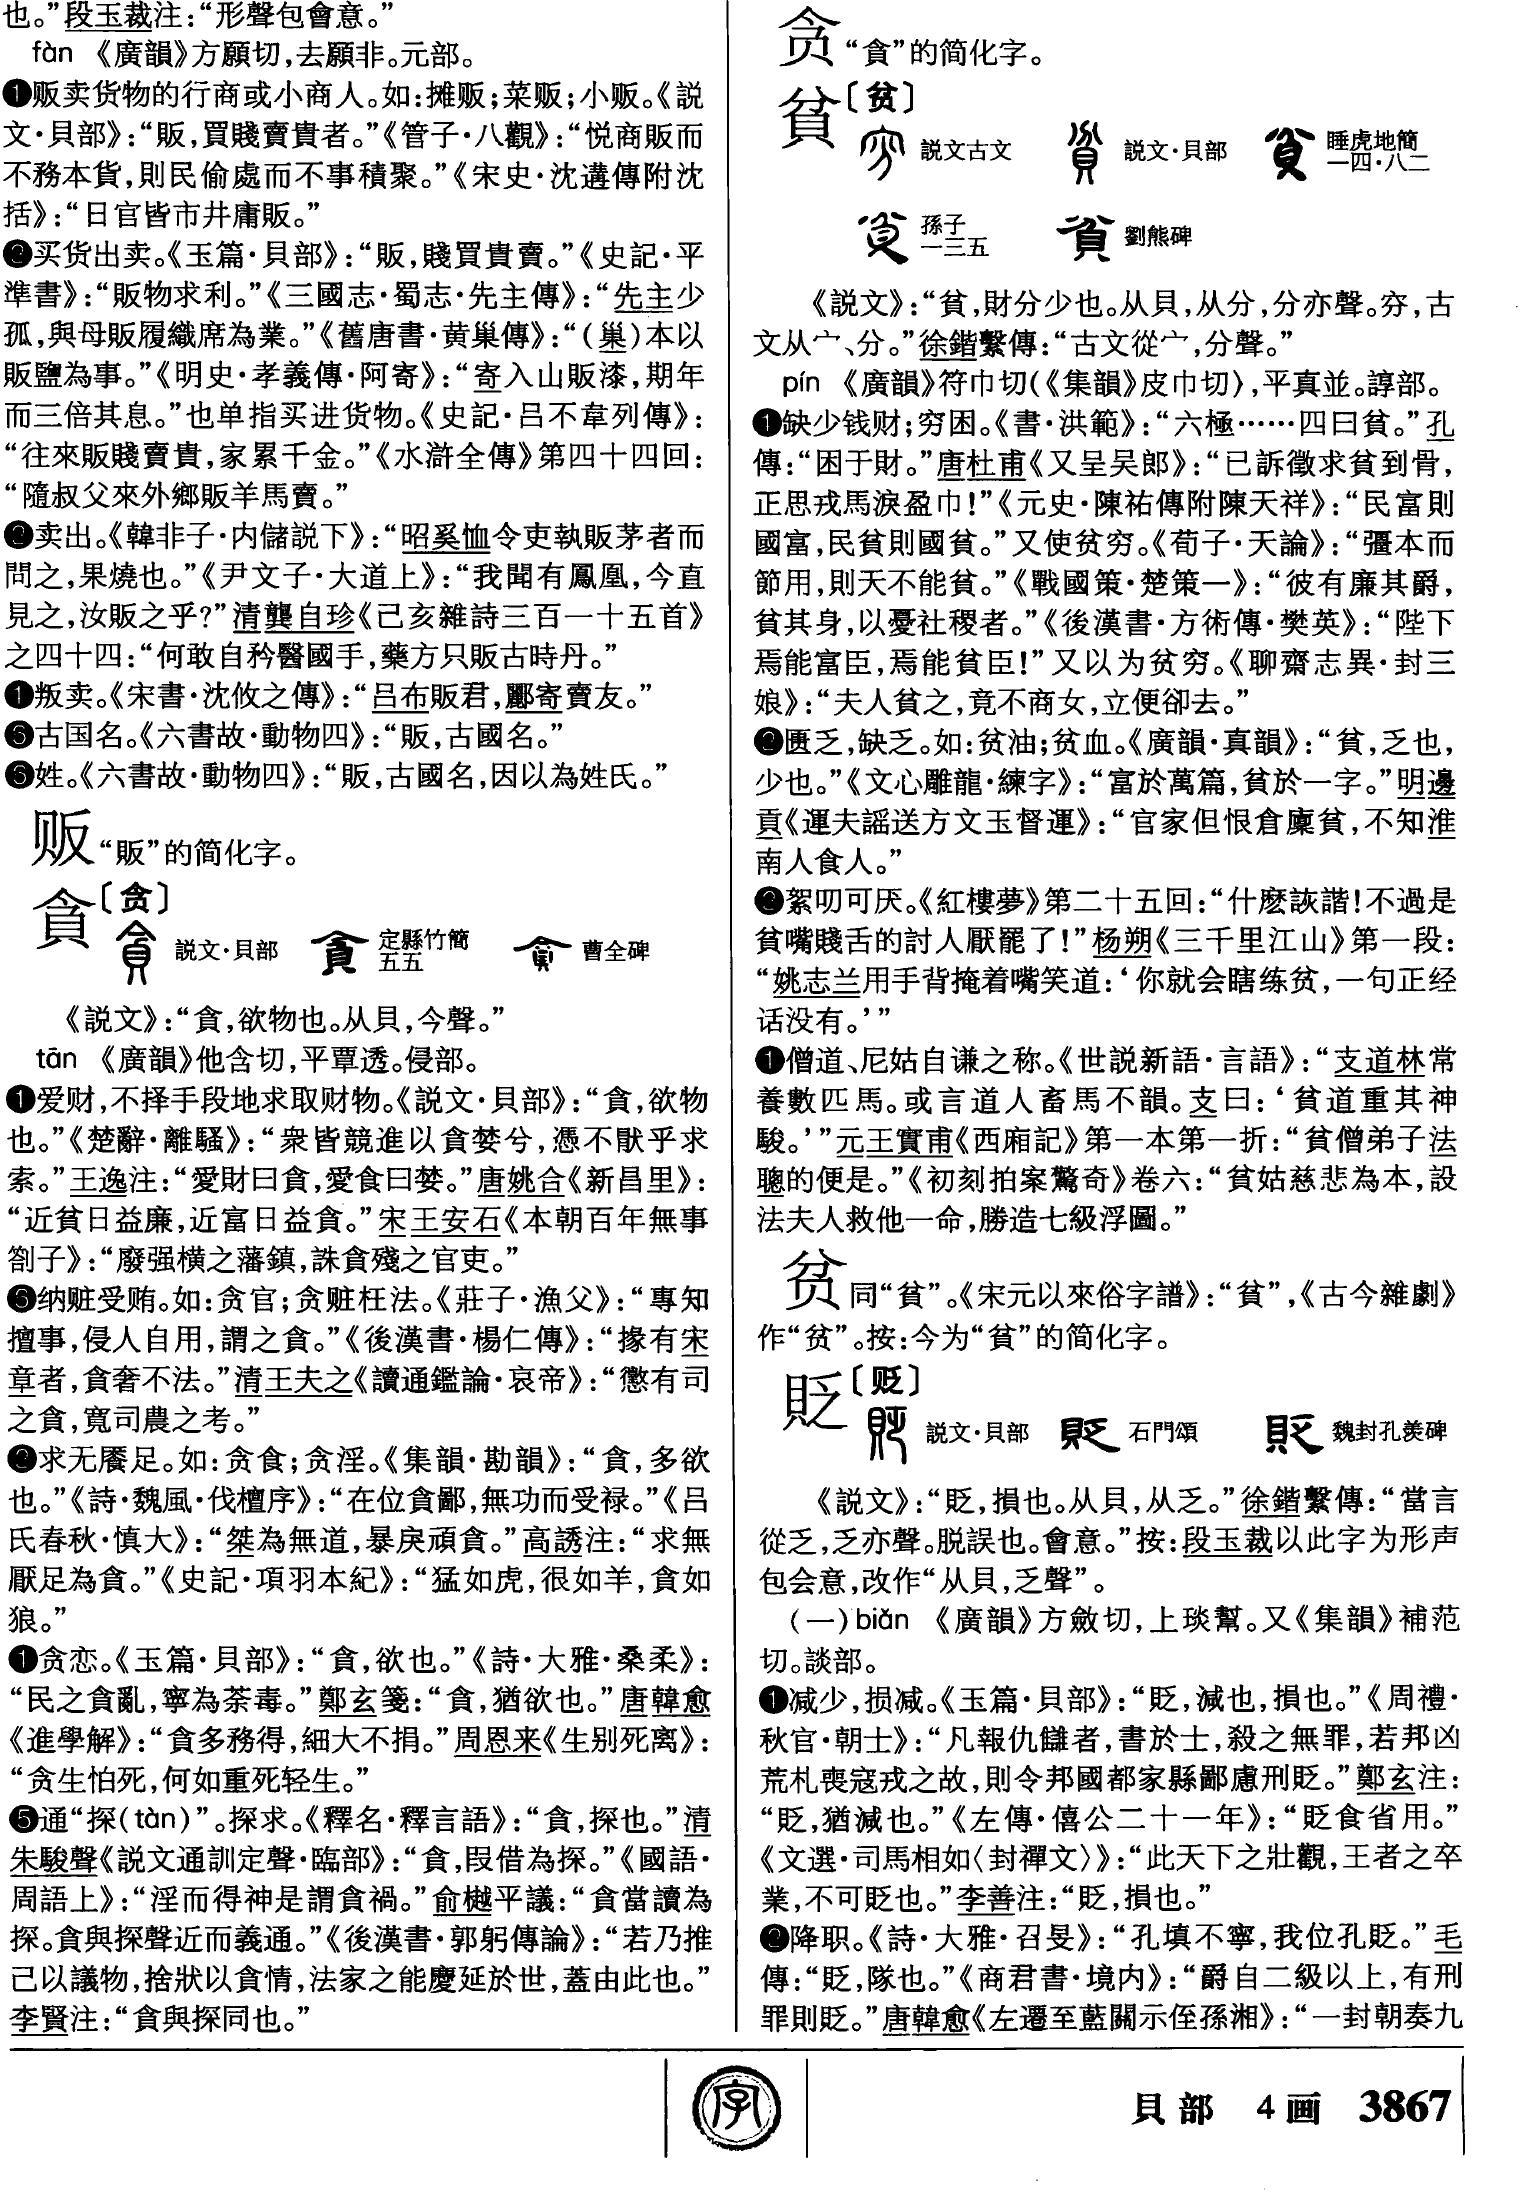 也。”段玉裁注：“形聲包會意。”
fàn 《廣韻》方願切，去願非。元部。
❶贩卖货物的行商或小商人。如：摊贩；菜贩；小贩。《説
文·貝部》：“販，買賤賣貴者。”《管子·八觀》：“悦商販而
不務本貨，則民偷處而不事積聚。”《宋史·沈遘傳附沈
括》：“日官皆市井庸販。”
❷买货出卖。《玉篇·貝部》：“販，賤買貴賣。”《史記·平
準書》：“販物求利。”《三國志·蜀志·先主傳》：“先主少
孤，與母販履織席為業。”《舊唐書·黄巢傳》：“（巢）本以
販鹽為事。”《明史·孝義傳·阿寄》：“寄入山販漆，期年
而三倍其息。”也单指买进货物。《史記·吕不韋列傳》：
“往來販賤賣貴，家累千金。”《水滸全傳》第四十四回：
“隨叔父來外鄉販羊馬賣。”
❷卖出。《韓非子·内儲説下》：“昭奚恤令吏執販茅者而
問之，果燒也。”《尹文子·大道上》：“我聞有鳳凰，今直
見之，汝販之乎？”清龔自珍《己亥雜詩三百一十五首》
之四十四：“何敢自矜醫國手，藥方只販古時丹。”
❶叛卖。《宋書·沈攸之傳》：“吕布販君，酈寄賣友。”
❺古国名。《六書故·動物四》：“販，古國名。”
❻姓。《六書故·動物四》：“販，古國名，因以為姓氏。”
贩“販”的简化字。
貪〔贪〕
説文·貝部 定縣竹簡五五 曹全碑
《説文》：“貪，欲物也。从貝，今聲。”
tān 《廣韻》他含切，平覃透。侵部。
❶爱财，不择手段地求取财物。《説文·貝部》：“貪，欲物
也。”《楚辭·離騷》：“衆皆競進以貪婪兮，憑不猒乎求
索。”王逸注：“愛財曰貪，愛食曰婪。”唐姚合《新昌里》：
“近貧日益廉，近富日益貪。”宋王安石《本朝百年無事
劄子》：“廢强横之藩鎮，誅貪殘之官吏。”
❻纳赃受贿。如：贪官；贪赃枉法。《莊子·漁父》：“專知
擅事，侵人自用，謂之貪。”《後漢書·楊仁傳》：“掾有宋
章者，貪奢不法。”清王夫之《讀通鑑論·哀帝》：“懲有司
之貪，寬司農之考。”
❸求无餍足。如：贪食；贪淫。《集韻·勘韻》：“貪，多欲
也。”《詩·魏風·伐檀序》：“在位貪鄙，無功而受禄。”《吕
氏春秋·慎大》：“桀為無道，暴戾頑貪。”高誘注：“求無
厭足為貪。”《史記·項羽本紀》：“猛如虎，很如羊，貪如
狼。”
❶贪恋。《玉篇·貝部》：“貪，欲也。”《詩·大雅·桑柔》：
“民之貪亂，寧為荼毒。”鄭玄箋：“貪，猶欲也。”唐韓愈
《進學解》：“貪多務得，細大不捐。”周恩来《生别死离》：
“贪生怕死，何如重死轻生。”
❺通“探（tàn）”。探求。《釋名·釋言語》：“貪，探也。”清
朱駿聲《説文通訓定聲·臨部》：“貪，叚借為探。”《國語·
周語上》：“淫而得神是謂貪禍。”俞樾平議：“貪當讀為
探。貪與探聲近而義通。”《後漢書·郭躬傳論》：“若乃推
己以議物，捨狀以貪情，法家之能慶延於世，蓋由此也。”
李賢注：“貪與探同也。”
贪“貪”的简化字。
貧〔贫〕
説文古文 説文·貝部 睡虎地簡一四·八二
孫子一三五 劉熊碑
《説文》：“貧，財分少也。从貝，从分，分亦聲。穷，古
文从宀、分。”徐鍇繫傳：“古文從宀，分聲。”
pín 《廣韻》符巾切（《集韻》皮巾切），平真並。諄部。
❶缺少钱财；穷困。《書·洪範》：“六極……四曰貧。”孔
傳：“困于財。”唐杜甫《又呈吴郎》：“已訴徵求貧到骨，
正思戎馬淚盈巾！”《元史·陳祐傳附陳天祥》：“民富則
國富，民貧則國貧。”又使贫穷。《荀子·天論》：“彊本而
節用，則天不能貧。”《戰國策·楚策一》：“彼有廉其爵，
貧其身，以憂社稷者。”《後漢書·方術傳·樊英》：“陛下
焉能富臣，焉能貧臣！”又以为贫穷。《聊齋志異·封三
娘》：“夫人貧之，竟不商女，立便卻去。”
❷匮乏，缺乏。如：贫油；贫血。《廣韻·真韻》：“貧，乏也，
少也。”《文心雕龍·練字》：“富於萬篇，貧於一字。”明邊
貢《運夫謡送方文玉督運》：“官家但恨倉廩貧，不知淮
南人食人。”
❸絮叨可厌。《紅樓夢》第二十五回：“什麽詼諧！不過是
貧嘴賤舌的討人厭罷了！”杨朔《三千里江山》第一段：
“姚志兰用手背掩着嘴笑道：‘你就会瞎练贫，一句正经
话没有。’”
❶僧道、尼姑自谦之称。《世説新語·言語》：“支道林常
養數匹馬。或言道人畜馬不韻。支曰：‘貧道重其神
駿。’”元王實甫《西廂記》第一本第一折：“貧僧弟子法
聰的便是。”《初刻拍案驚奇》卷六：“貧姑慈悲為本，設
法夫人救他一命，勝造七級浮圖。”
贫同“貧”。《宋元以來俗字譜》：“貧”，《古今雜劇》
作“贫”。按：今为“貧”的简化字。
貶〔贬〕
説文·貝部 石門頌 魏封孔羨碑
《説文》：“貶，損也。从貝，从乏。”徐鍇繫傳：“當言
從乏，乏亦聲。脱誤也。會意。”按：段玉裁以此字为形声
包会意，改作“从貝，乏聲”。
（一）biǎn 《廣韻》方斂切，上琰幫。又《集韻》補范
切。談部。
❶减少，损减。《玉篇·貝部》：“貶，減也，損也。”《周禮·
秋官·朝士》：“凡報仇讎者，書於士，殺之無罪，若邦凶
荒札喪寇戎之故，則令邦國都家縣鄙慮刑貶。”鄭玄注：
“貶，猶減也。”《左傳·僖公二十一年》：“貶食省用。”
《文選·司馬相如〈封禪文〉》：“此天下之壯觀，王者之卒
業，不可貶也。”李善注：“貶，損也。”
❷降职。《詩·大雅·召旻》：“孔填不寧，我位孔貶。”毛
傳：“貶，隊也。”《商君書·境内》：“爵自二級以上，有刑
罪則貶。”唐韓愈《左遷至藍關示侄孫湘》：“一封朝奏九
字
貝部 4画 3867